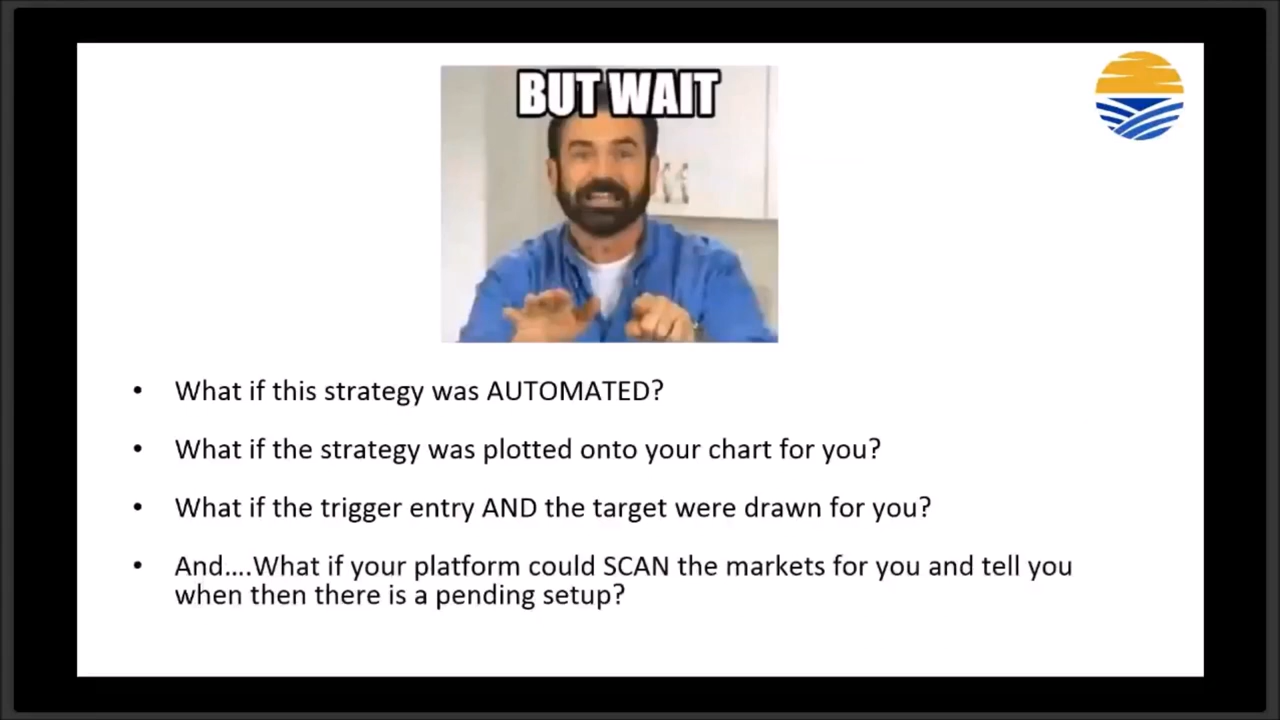 BUT WAIT
• What if this strategy was AUTOMATED?
• What if the strategy was plotted onto your chart for you?
• What if the trigger entry AND the target were drawn for you?
• And....What if your platform could SCAN the markets for you and tell you
when then there is a pending setup?